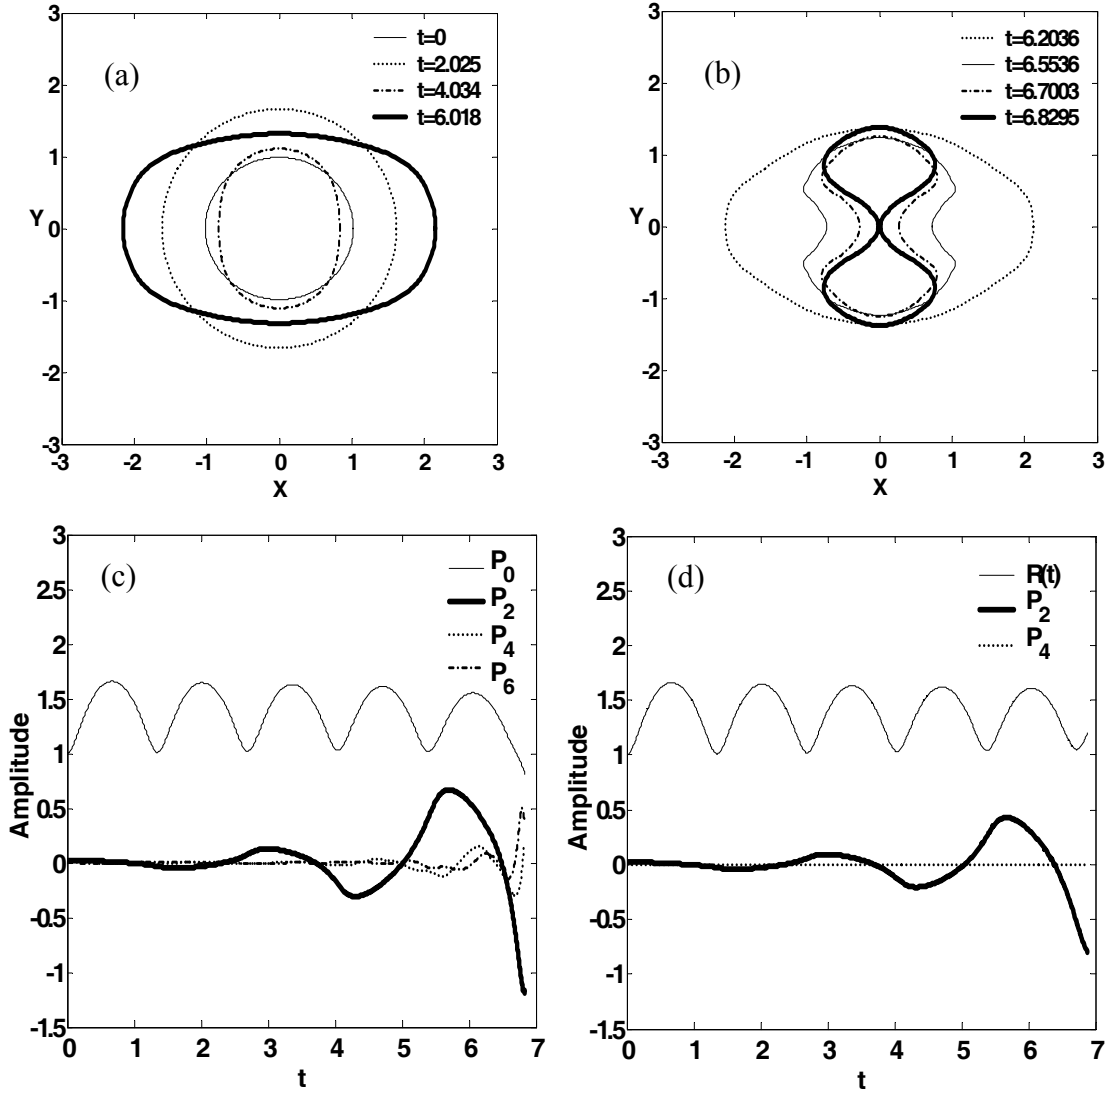 (a)
t=0
t=2.025
t=4.034
t=6.018
3
2
1
Y 0
-1
-2
-3
-3 -2 -1 0 1 2 3
X
(b)
t=6.2036
t=6.5536
t=6.7003
t=6.8295
3
2
1
Y 0
-1
-2
-3
-3 -2 -1 0 1 2 3
X
(c)
P0
P2
P4
P6
3
2.5
2
1.5
1
0.5
0
-0.5
-1
-1.5
Amplitude
0 1 2 3 4 5 6 7
t
(d)
R(t)
P2
P4
3
2.5
2
1.5
1
0.5
0
-0.5
-1
-1.5
Amplitude
0 1 2 3 4 5 6 7
t